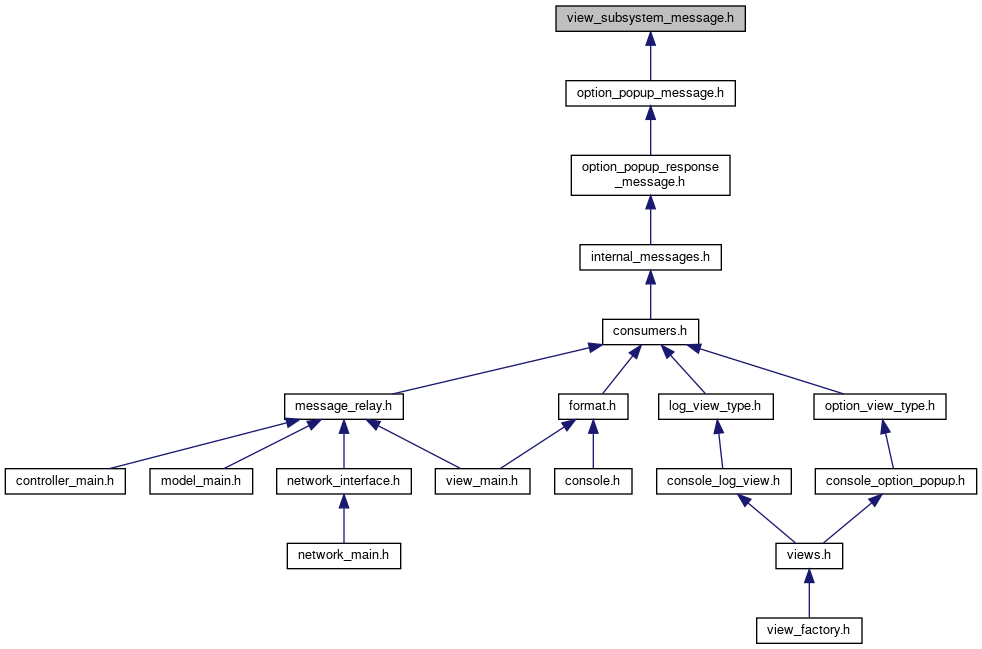 view_subsystem_message.h
option_popup_message.h
option_popup_response
_message.h
internal_messages.h
consumers.h
message_relay.h
format.h
log_view_type.h
option_view_type.h
controller_main.h
model_main.h
network_interface.h
view_main.h
console.h
console_log_view.h
console_option_popup.h
network_main.h
views.h
view_factory.h